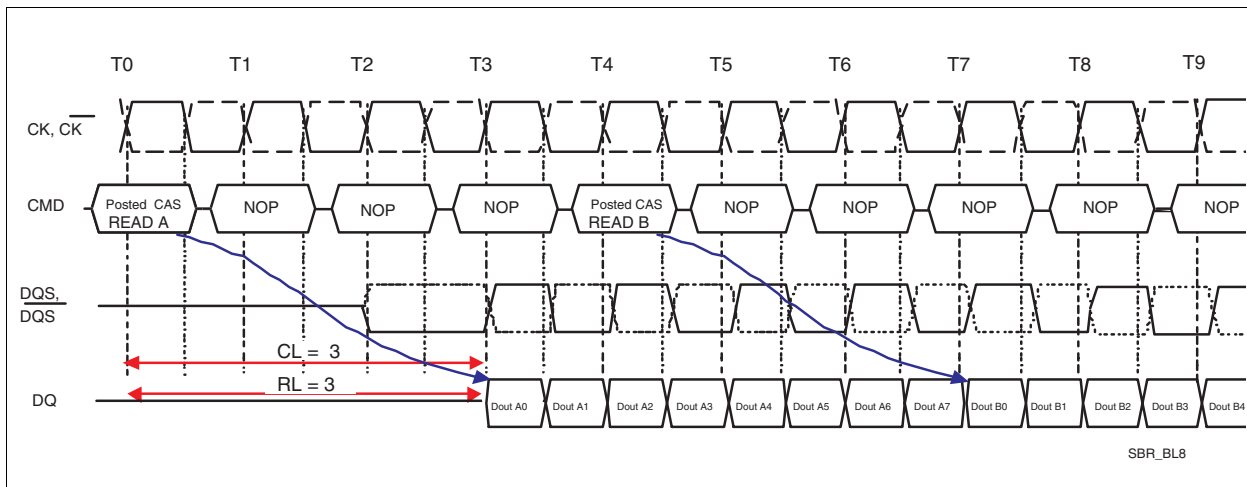 T0 T1 T2 T3 T4 T5 T6 T7 T8 T9
CK, CK
CMD
Posted CAS
READ A
NOP
NOP
NOP
Posted CAS
READ B
NOP
NOP
NOP
NOP
NOP
DQS,
DQS
CL = 3
RL = 3
DQ
Dout A0 Dout A1 Dout A2 Dout A3 Dout A4 Dout A5 Dout A6 Dout A7 Dout B0 Dout B1 Dout B2 Dout B3 Dout B4
SBR_BL8